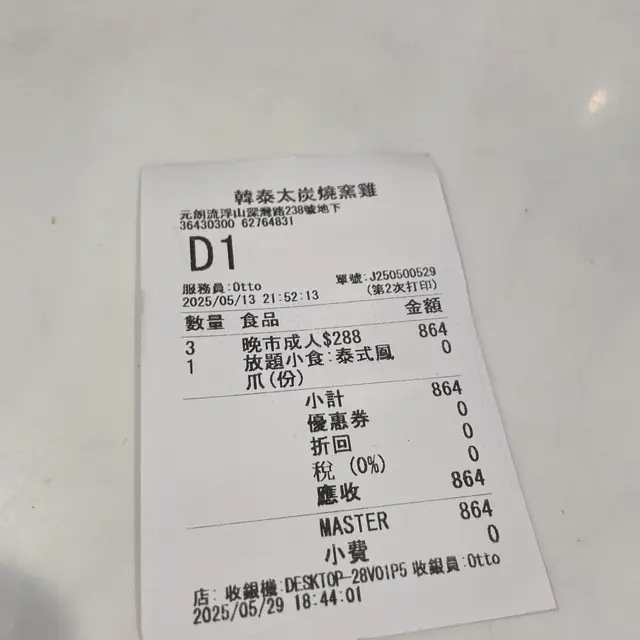 韓泰太炭燒窯雞
元朗流浮山深灣路238號地下
36430300 62764831
D1
服務員:Otto 單號:J250500529
2025/05/13 21:52:13 (第2次打印)
數量 食品 金額
3 晚市成人$288 864
1 放題小食:泰式鳳 0
爪(份)
小計 864
優惠券 0
折回 0
稅 (0%) 0
應收 864
MASTER 864
小費 0
店: 收銀機:DESKTOP-28VO1P5 收銀員:Otto
2025/05/29 18:44:01